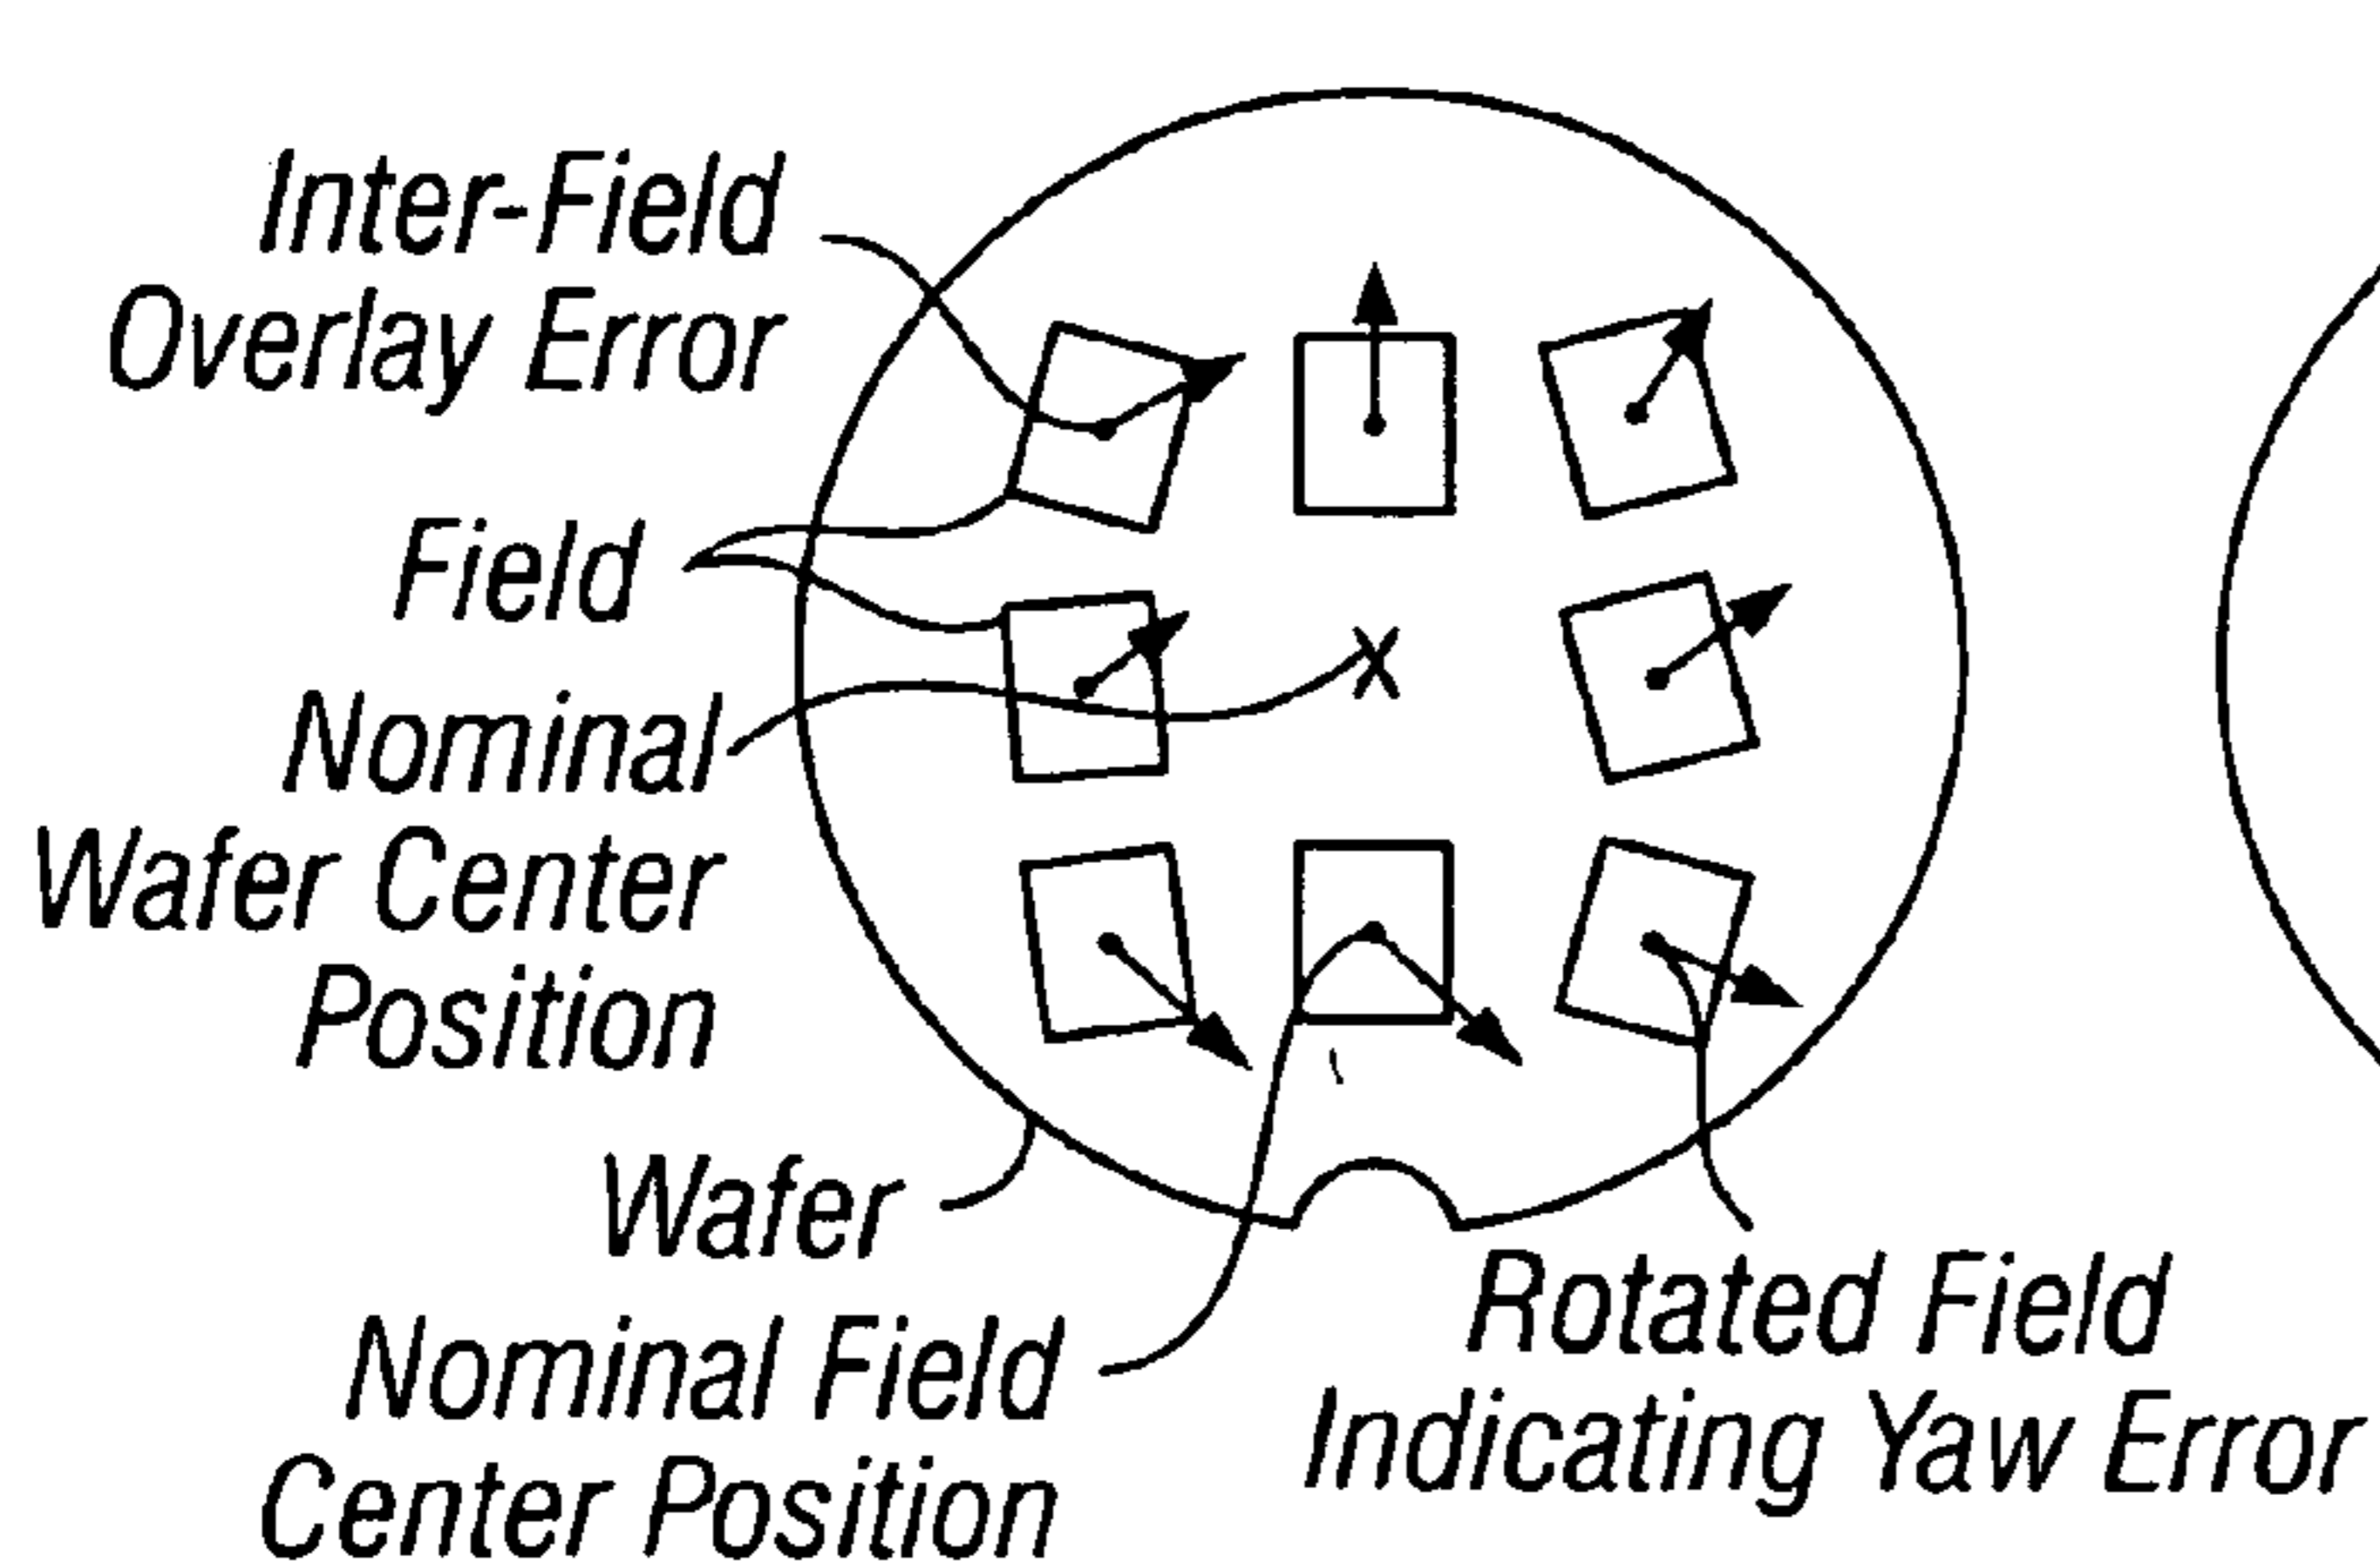 Inter-Field
Overlay Error
Field
Nominal
Wafer Center
Position
X
Wafer
Nominal Field
Center Position
Rotated Field
Indicating Yaw Error